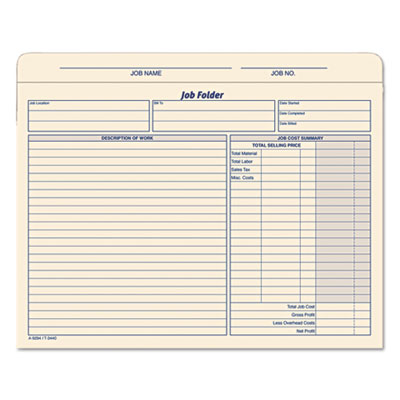 JOB NAME JOB NO.
Job Folder
Job Location Bill To Date Started
Date Completed
Date Billed
DESCRIPTION OF WORK JOB COST SUMMARY
TOTAL SELLING PRICE
Total Material
Total Labor
Sales Tax
Misc. Costs
Total Job Cost
Gross Profit
Less Overhead Costs
Net Profit
A 9294 / T-044C